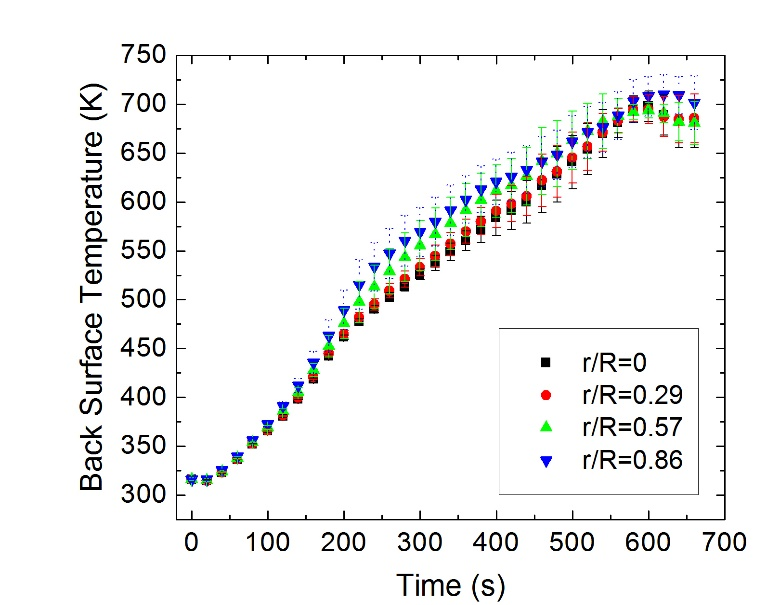 Back Surface Temperature (K)
750
700
650
600
550
500
450
400
350
300
r/R=0
r/R=0.29
r/R=0.57
r/R=0.86
0 100 200 300 400 500 600 700
Time (s)